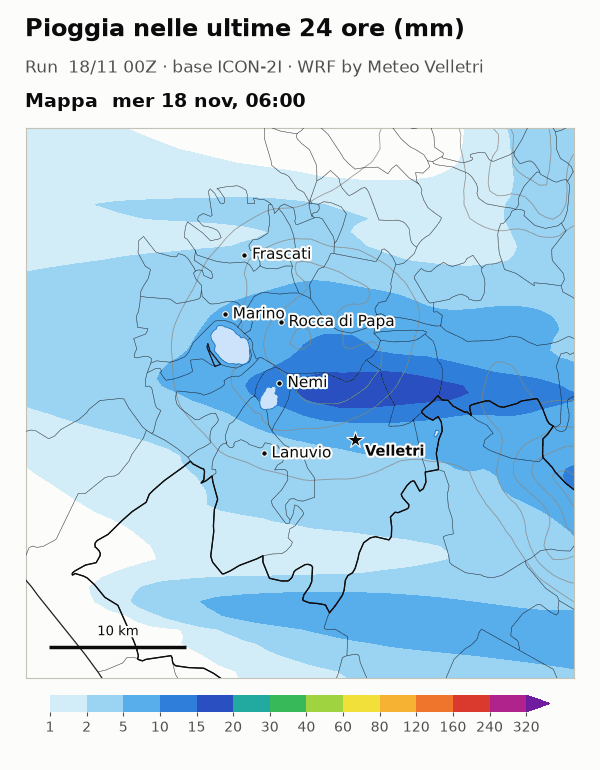 Pioggia nelle ultime 24 ore (mm)
Run  18/11 00Z · base ICON-2I · WRF by Meteo Velletri
Mappa  mer 18 nov, 06:00
Frascati
Marino
Rocca di Papa
Nemi
Velletri
Lanuvio
10 km
1 2 5 10 15 20 30 40 60 80 120 160 240 320